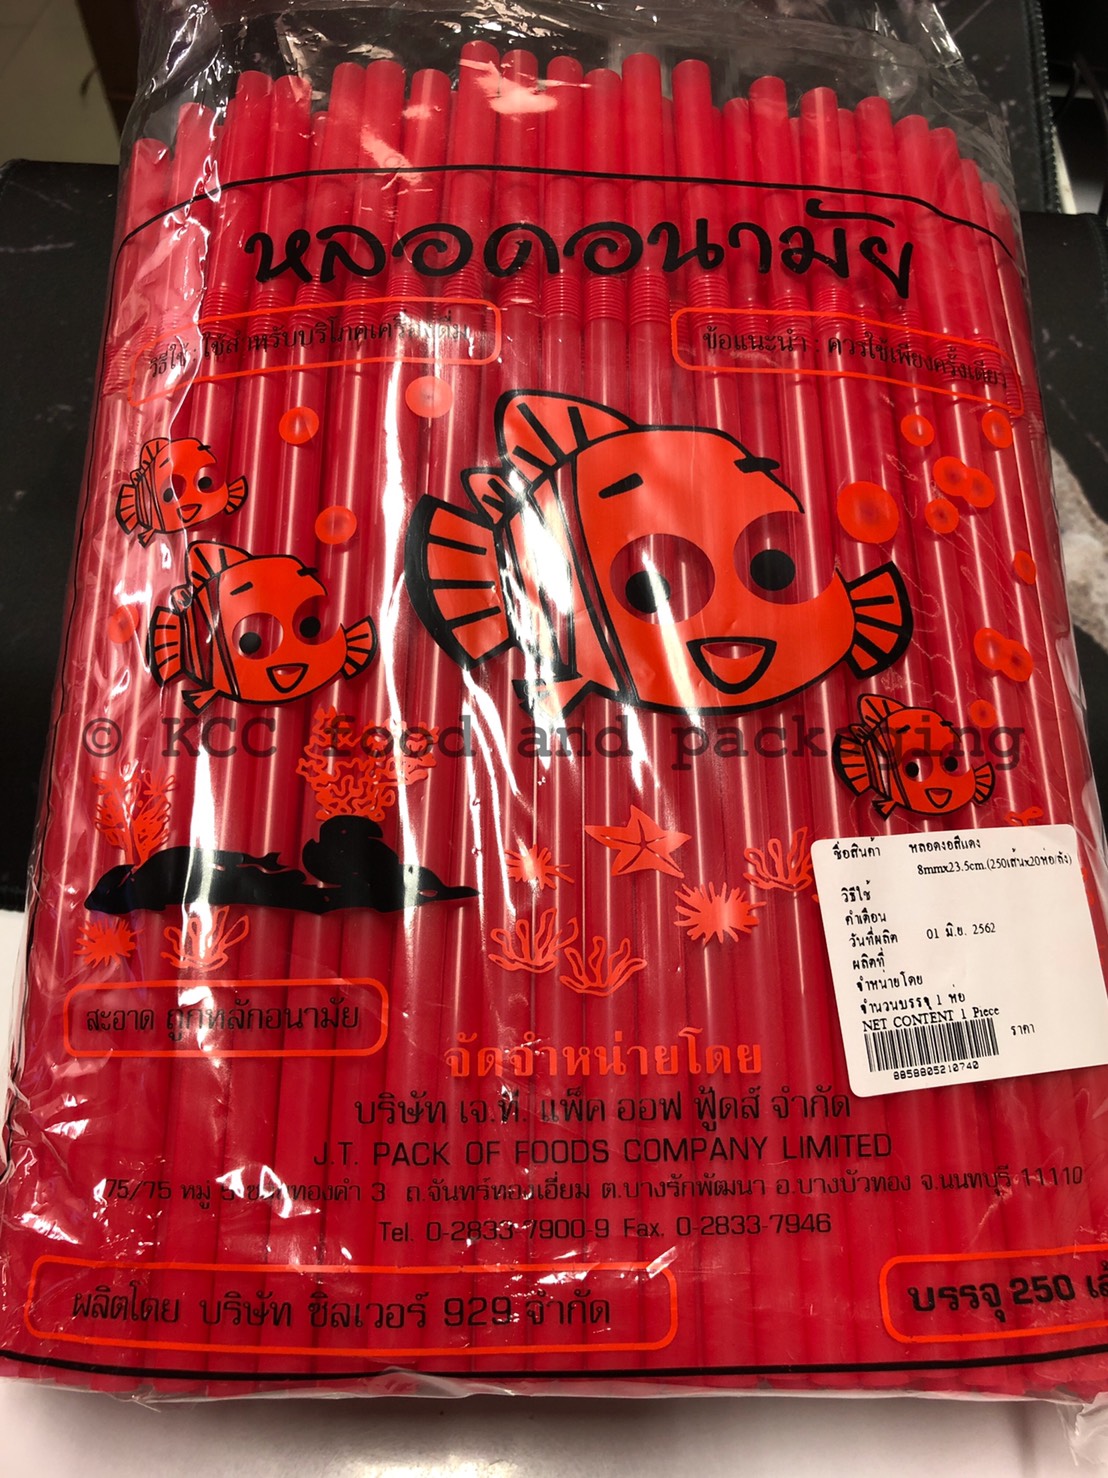 หลอดอนามัย
วิธีใช้ : ใช้สำหรับบริโภคเครื่องดื่ม
ข้อแนะนำ : ควรใช้เพียงครั้งเดียว
© KCC food and packaging
ชื่อสินค้า หลอดงอสีแดง
8mmx23.5cm.(250เส้นx20ห่อ/ลัง)
วิธีใช้
คำเตือน
วันที่ผลิต 01 มิ.ย. 2562
ผลิตที่
จำหน่ายโดย
จำนวนบรรจุ 1 ห่อ
NET CONTENT 1 Piece
ราคา
8858805210740
สะอาด ถูกหลักอนามัย
จัดจำหน่ายโดย
บริษัท เจ.ที. แพ็ค ออฟ ฟู้ดส์ จำกัด
J.T. PACK OF FOODS COMPANY LIMITED
75/75 หมู่ 5 3 ถ.จันทร์ทองเอี่ยม ต.บางรักพัฒนา อ.บางบัวทอง จ.นนทบุรี 11110
Tel. 0-2833-7900-9 Fax. 0-2833-7946
ผลิตโดย บริษัท ซิลเวอร์ 929 จำกัด
บรรจุ 250